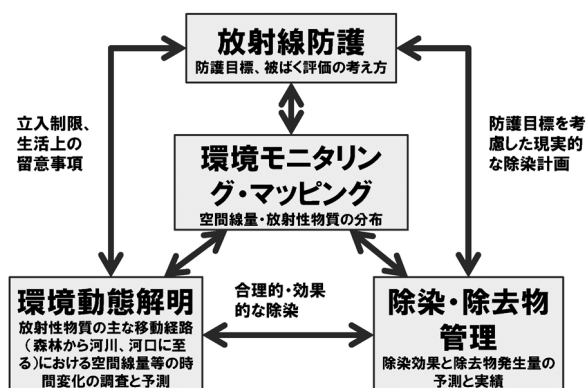 放射線防護
防護目標、被ばく評価の考え方
立入制限、
生活上の
留意事項
防護目標を考
慮した現実的
な除染計画
環境モニタリン
グ・マッピング
空間線量・放射性物質の分布
環境動態解明
放射性物質の主な移動経路
(森林から河川、河口に至
る)における空間線量等の時
間変化の調査と予測
合理的・効果
的な除染
除染・除去物
管理
除染効果と除去物発生量の
予測と実績